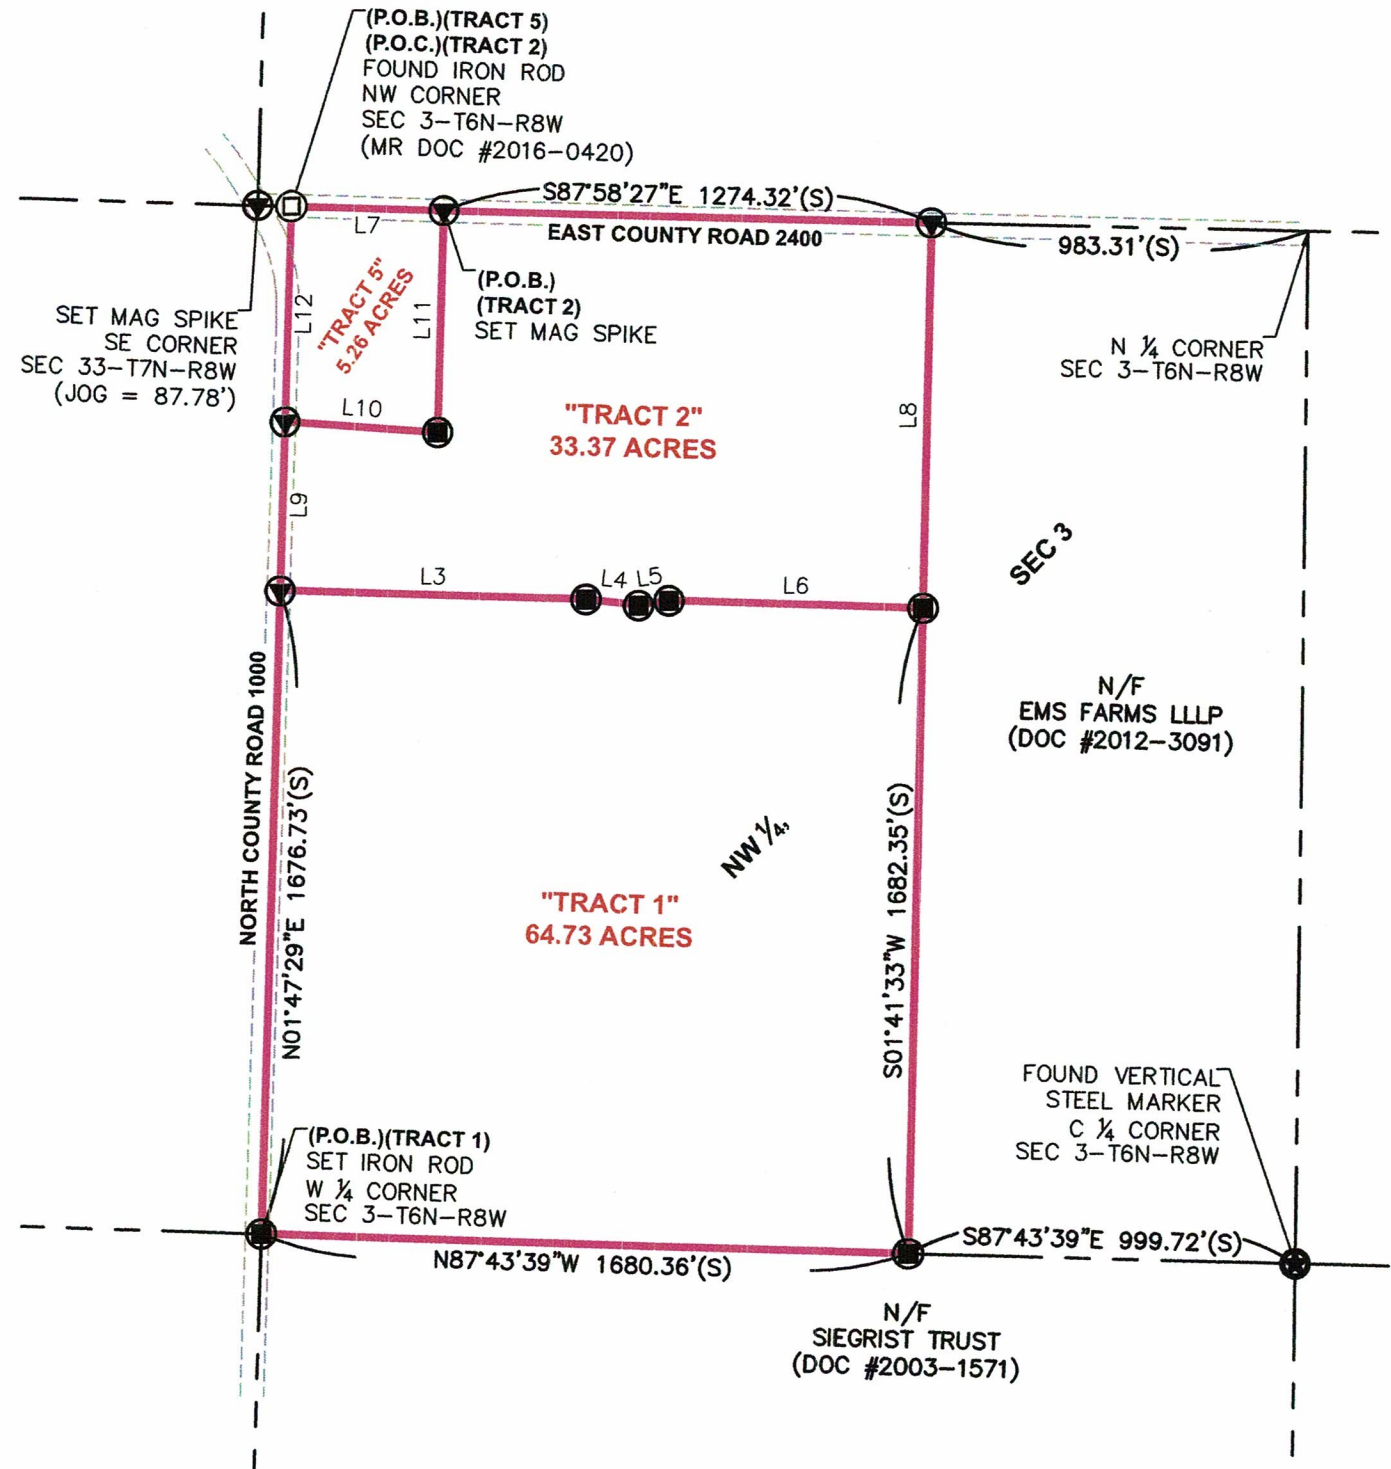 (P.O.B.)(TRACT 5)
(P.O.C.)(TRACT 2)
FOUND IRON ROD
NW CORNER
SEC 3-T6N-R8W
(MR DOC #2016-0420)
S87°58'27"E 1274.32'(S)
EAST COUNTY ROAD 2400
983.31'(S)
L7
L12
"TRACT 5"
5.26 ACRES
L11
(P.O.B.)
(TRACT 2)
SET MAG SPIKE
SET MAG SPIKE
SE CORNER
SEC 33-T7N-R8W
(JOG = 87.78')
N ¼ CORNER
SEC 3-T6N-R8W
L10
"TRACT 2"
33.37 ACRES
L8
L9
SEC 3
L3
L4
L5
L6
N/F
EMS FARMS LLLP
(DOC #2012-3091)
NORTH COUNTY ROAD 1000
N01°47'29"E 1676.73'(S)
NW ¼,
S01°41'33"W 1682.35'(S)
"TRACT 1"
64.73 ACRES
FOUND VERTICAL
STEEL MARKER
C ¼ CORNER
SEC 3-T6N-R8W
(P.O.B.)(TRACT 1)
SET IRON ROD
W ¼ CORNER
SEC 3-T6N-R8W
N87°43'39"W 1680.36'(S)
S87°43'39"E 999.72'(S)
N/F
SIEGRIST TRUST
(DOC #2003-1571)